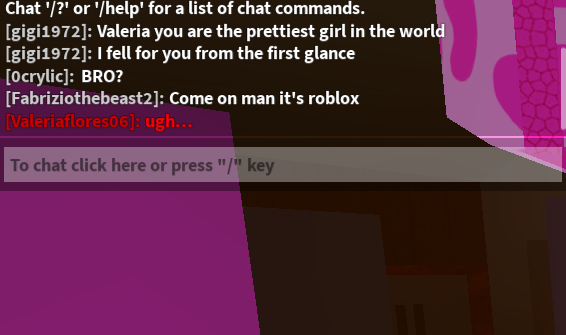 Chat '/?' or '/help' for a list of chat commands.
[gigi1972]: Valeria you are the prettiest girl in the world
[gigi1972]: I fell for you from the first glance
[0crylic]: BRO?
[Fabriziothebeast2]: Come on man it's roblox
[Valeriaflores06]: ugh...
To chat click here or press "/" key